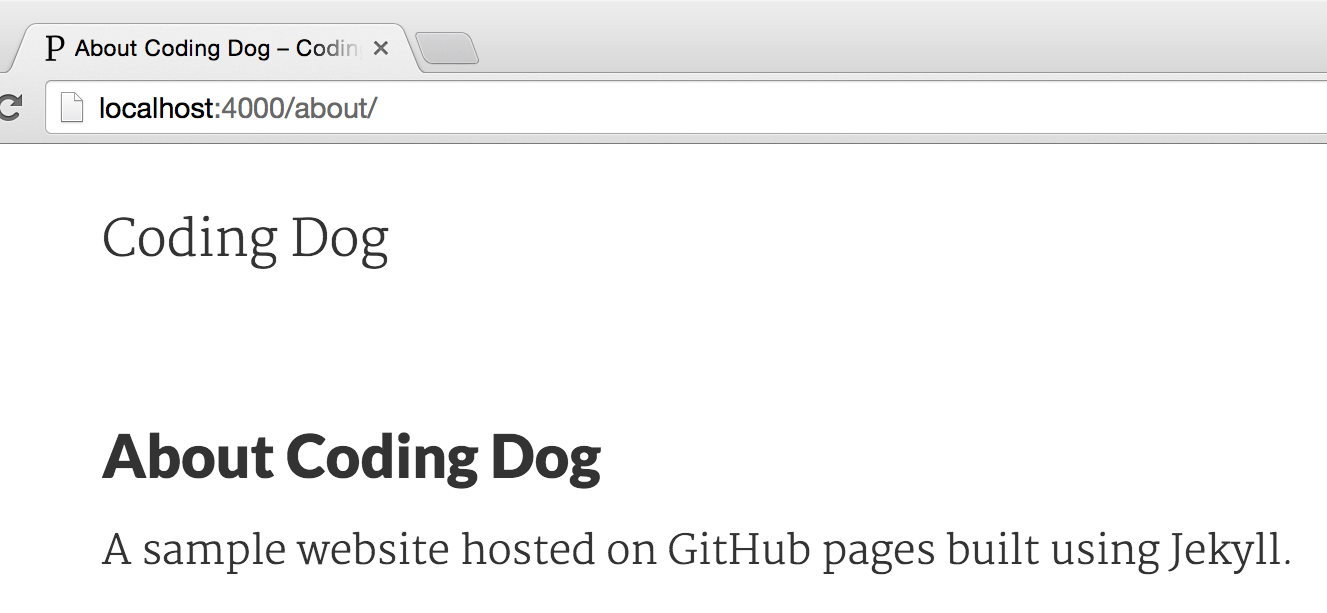 P About Coding Dog – Coding
localhost:4000/about/
Coding Dog
About Coding Dog
A sample website hosted on GitHub pages built using Jekyll.